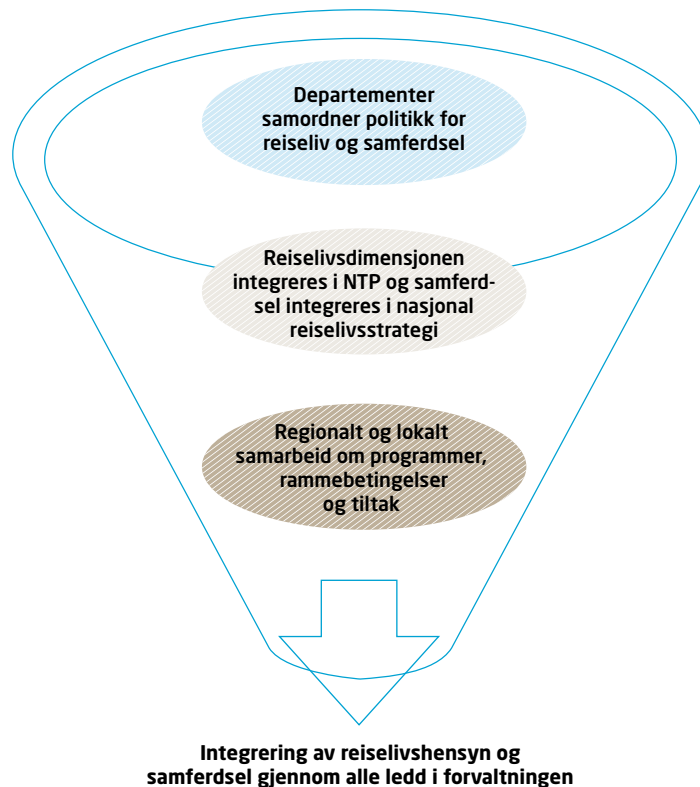 Departementer
samordner politikk for
reiseliv og samferdsel
Reiselivsdimensjonen
integreres i NTP og samferd-
sel integreres i nasjonal
reiselivsstrategi
Regionalt og lokalt
samarbeid om programmer,
rammebetingelser
og tiltak
Integrering av reiselivshensyn og
samferdsel gjennom alle ledd i forvaltningen